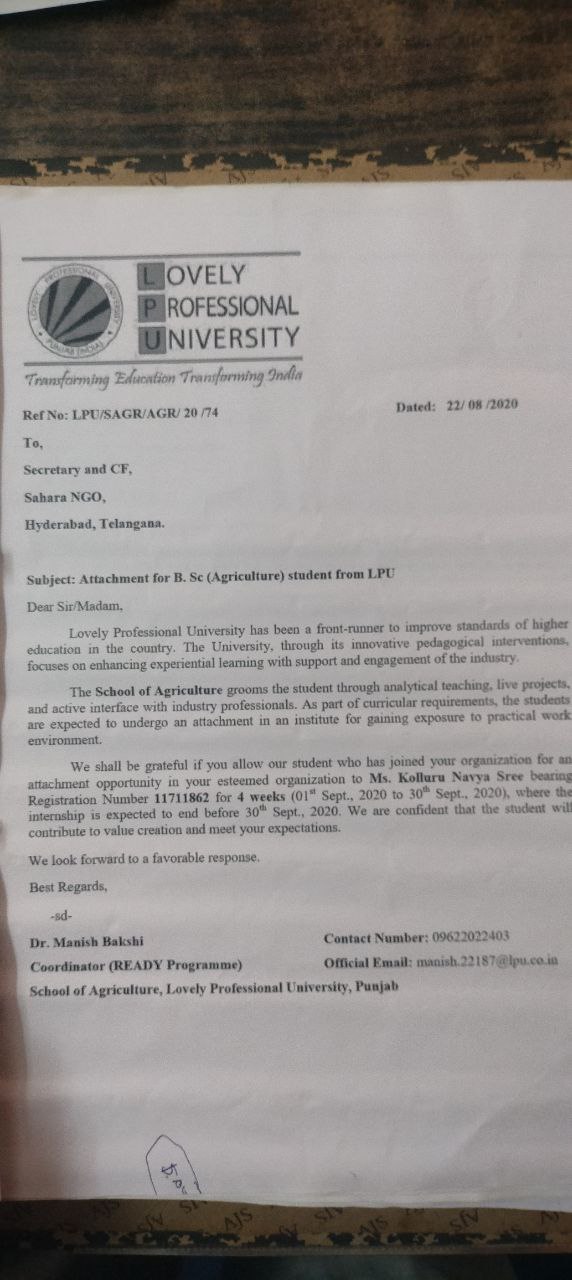 LOVELY PROFESSIONAL UNIVERSITY
PUNJAB (INDIA)
LOVELY
PROFESSIONAL
UNIVERSITY
Transforming Education Transforming India
Ref No: LPU/SAGR/AGR/ 20 /74
Dated: 22/ 08 /2020
To,
Secretary and CF,
Sahara NGO,
Hyderabad, Telangana.
Subject: Attachment for B. Sc (Agriculture) student from LPU
Dear Sir/Madam,
Lovely Professional University has been a front-runner to improve standards of higher
education in the country. The University, through its innovative pedagogical interventions,
focuses on enhancing experiential learning with support and engagement of the industry.
The School of Agriculture grooms the student through analytical teaching, live projects,
and active interface with industry professionals. As part of curricular requirements, the students
are expected to undergo an attachment in an institute for gaining exposure to practical work
environment.
We shall be grateful if you allow our student who has joined your organization for an
attachment opportunity in your esteemed organization to Ms. Kolluru Navya Sree bearing
Registration Number 11711862 for 4 weeks (01st Sept., 2020 to 30th Sept., 2020), where the
internship is expected to end before 30th Sept., 2020. We are confident that the student will
contribute to value creation and meet your expectations.
We look forward to a favorable response.
Best Regards,
-sd-
Dr. Manish Bakshi
Contact Number: 09622022403
Coordinator (READY Programme)
Official Email: manish.22187@lpu.co.in
School of Agriculture, Lovely Professional University, Punjab
AJS